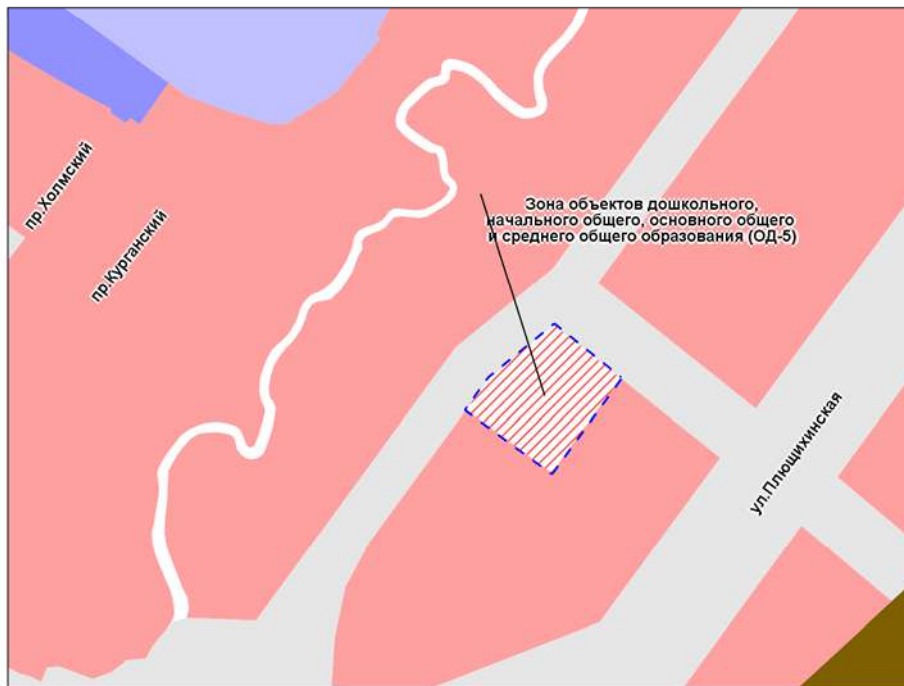 пр.Холмский
пр.Курганский
Зона объектов дошкольного,
начального общего, основного общего
и среднего общего образования (ОД-5)
ул.Плющихинская